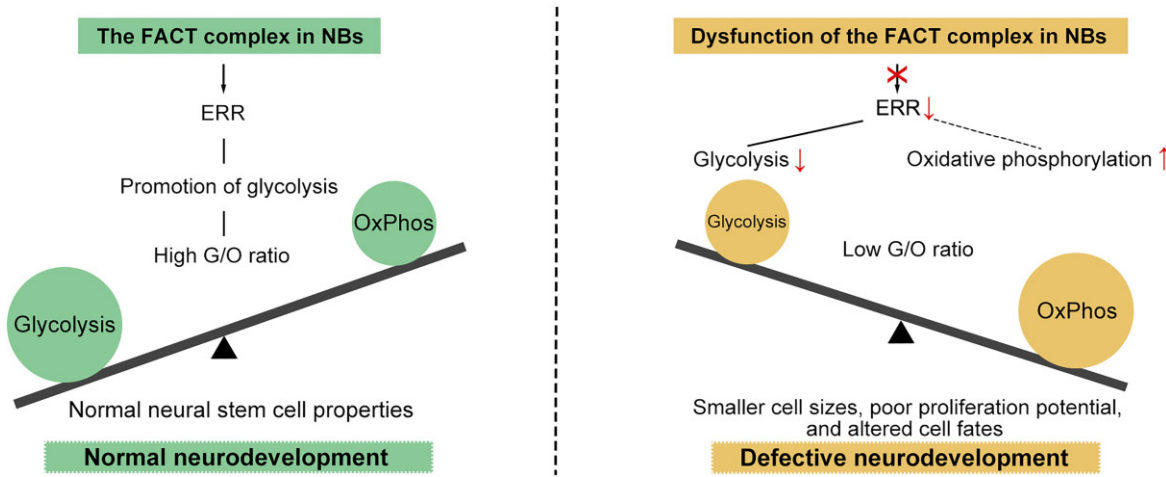 The FACT complex in NBs
ERR
Promotion of glycolysis
High G/O ratio
OxPhos
Glycolysis
Normal neural stem cell properties
Normal neurodevelopment
Dysfunction of the FACT complex in NBs
ERR↓
Glycolysis↓
Oxidative phosphorylation↑
Glycolysis
Low G/O ratio
OxPhos
Smaller cell sizes, poor proliferation potential,
and altered cell fates
Defective neurodevelopment